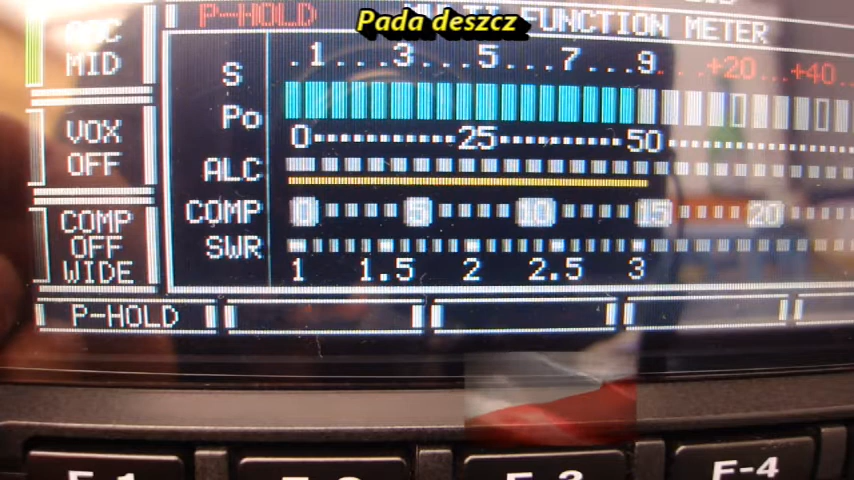 Pada deszcz
P-HOLD
FUNCTION METER
MID
S .1...3...5...7...9...+20...+40..
Po
0 25 50
VOX
OFF
ALC
COMP 0 5 10 15 20
COMP
OFF
WIDE
SWR
1 1.5 2 2.5 3
P-HOLD
F-4